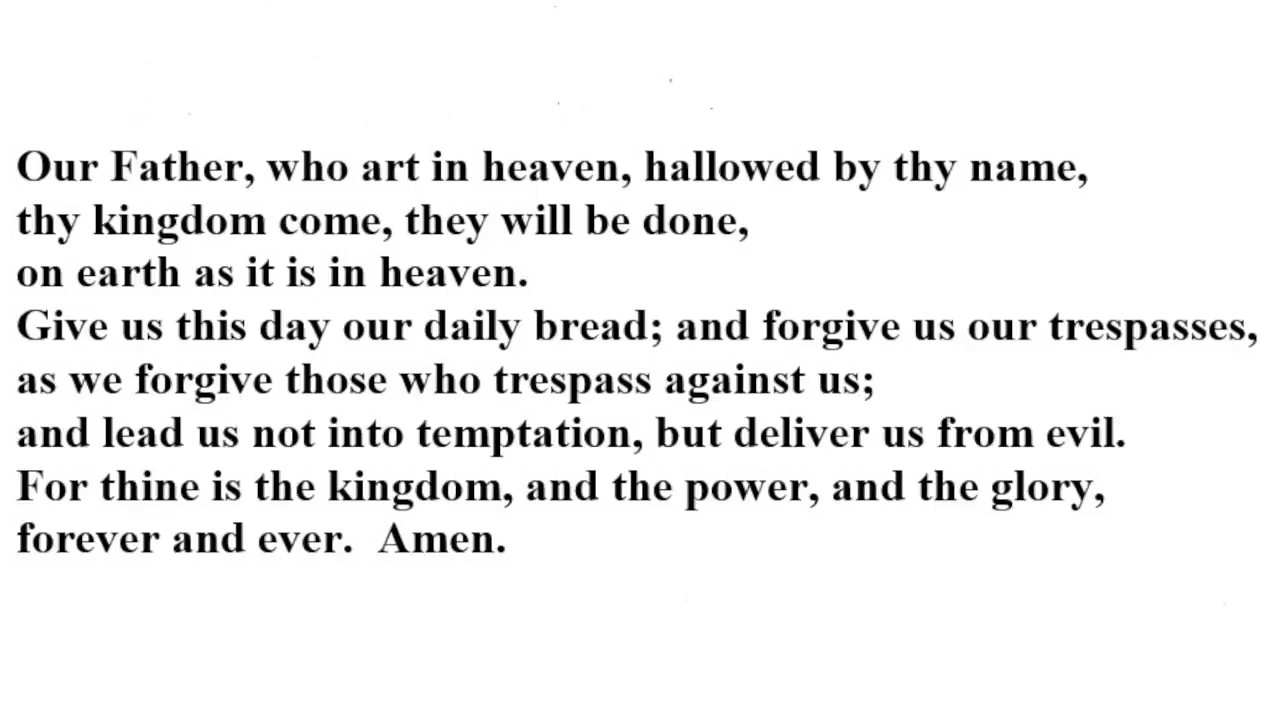 Our Father, who art in heaven, hallowed by thy name,
thy kingdom come, they will be done,
on earth as it is in heaven.
Give us this day our daily bread; and forgive us our trespasses,
as we forgive those who trespass against us;
and lead us not into temptation, but deliver us from evil.
For thine is the kingdom, and the power, and the glory,
forever and ever.  Amen.